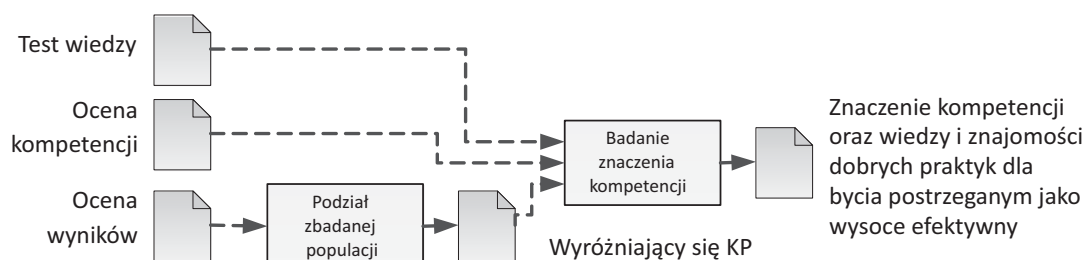 Test wiedzy
Ocena
kompetencji
Ocena
wyników
Podział
zbadanej
populacji
Badanie
znaczenia
kompetencji
Wyróżniający się KP
Znaczenie kompetencji
oraz wiedzy i znajomości
dobrych praktyk dla
bycia postrzeganym jako
wysoce efektywny